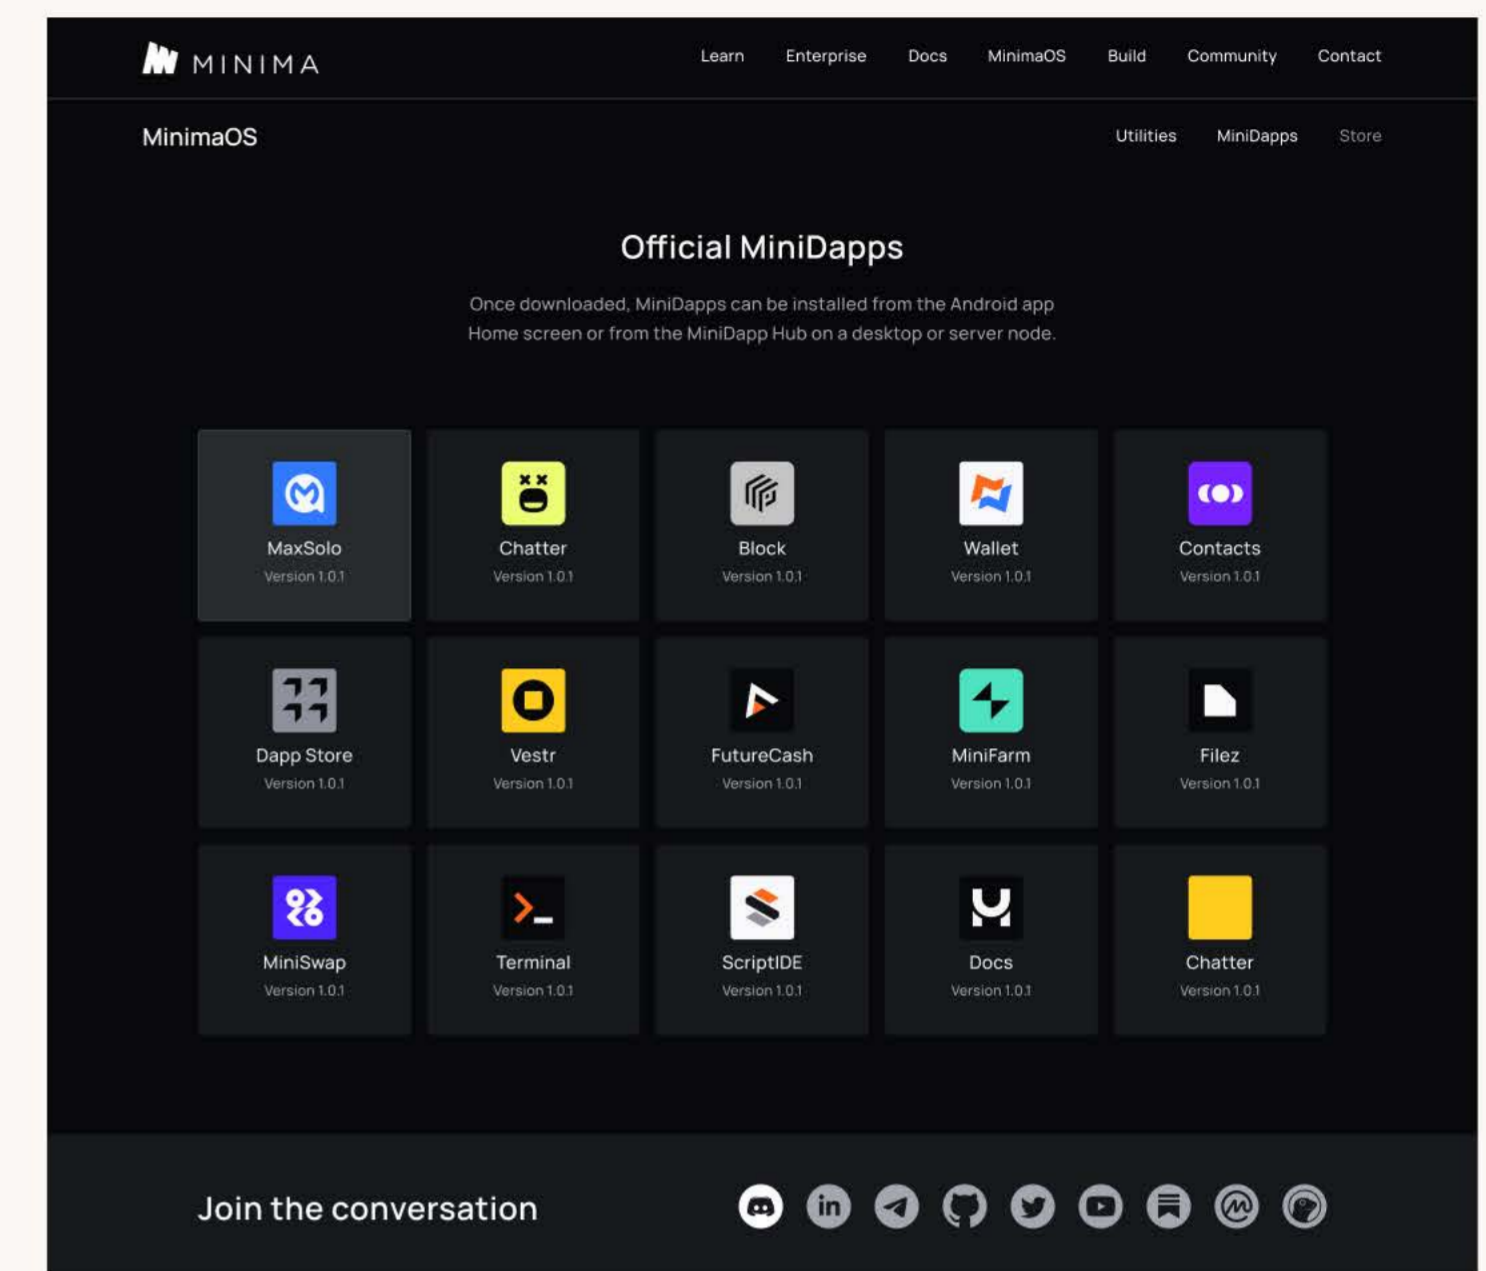 MINIMA
Learn Enterprise Docs MinimaOS Build Community Contact
MinimaOS
Utilities MiniDapps Store
Official MiniDapps
Once downloaded, MiniDapps can be installed from the Android app
Home screen or from the MiniDapp Hub on a desktop or server node.
MaxSolo Chatter Block Wallet Contacts
Version 1.0.1 Version 1.0.1 Version 1.0.1 Version 1.0.1 Version 1.0.1
Dapp Store Vestr FutureCash MiniFarm Filez
Version 1.0.1 Version 1.0.1 Version 1.0.1 Version 1.0.1 Version 1.0.1
MiniSwap Terminal ScriptIDE Docs Chatter
Version 1.0.1 Version 1.0.1 Version 1.0.1 Version 1.0.1 Version 1.0.1
Join the conversation in